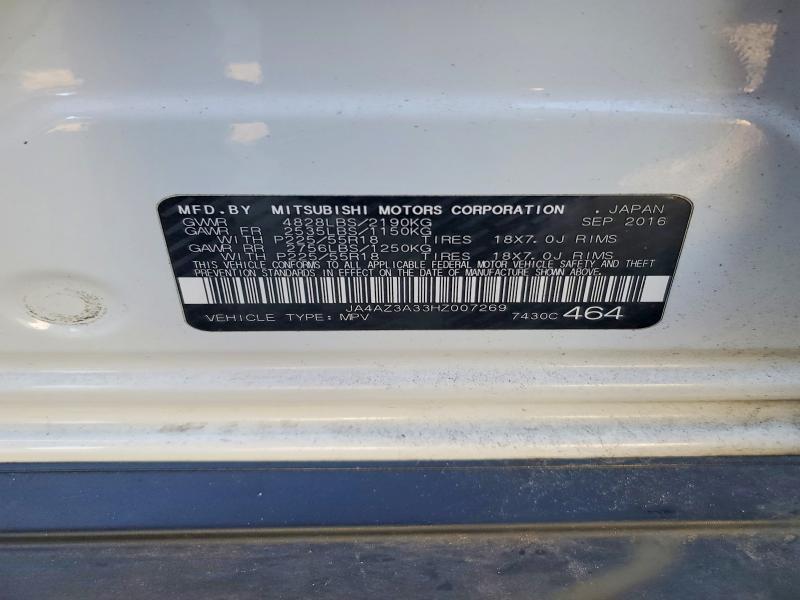 MFD.BY MITSUBISHI MOTORS CORPORATION . JAPAN
GVWR 4828LBS/2190KG SEP 2016
GAWR FR 2535LBS/1150KG
WITH P225/55R18 TIRES 18X7.0J RIMS
GAWR RR 2756LBS/1250KG
WITH P225/55R18 TIRES 18X7.0J RIMS
THIS VEHICLE CONFORMS TO ALL APPLICABLE FEDERAL MOTOR VEHICLE SAFETY AND THEFT
PREVENTION STANDARDS IN EFFECT ON THE DATE OF MANUFACTURE SHOWN ABOVE.
JA4AZ3A33HZ007269
VEHICLE TYPE: MPV 7430C 464